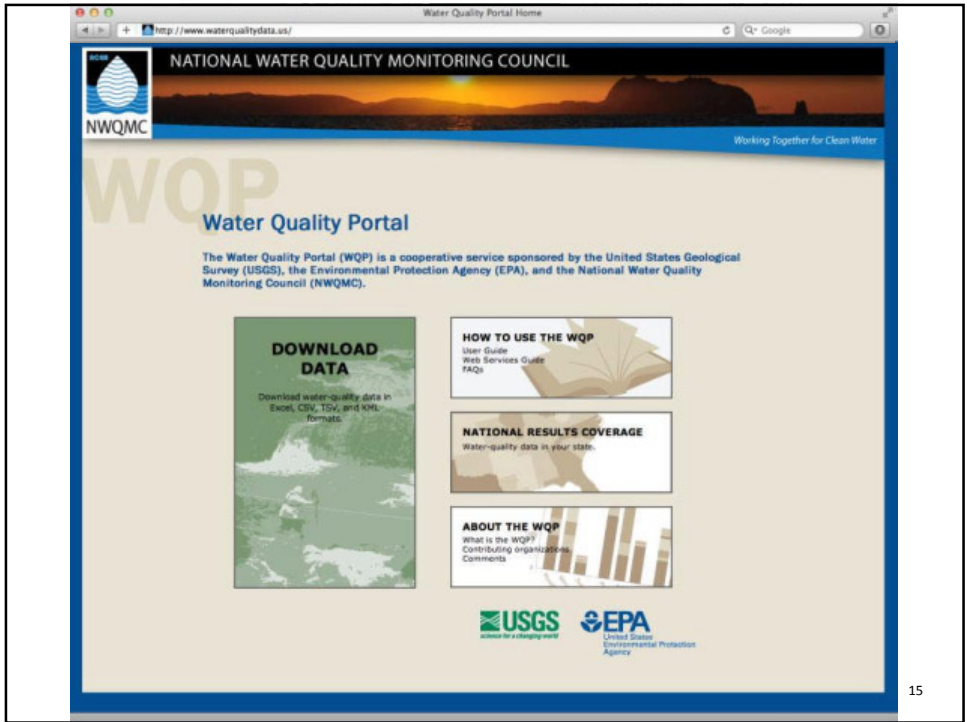 Water Quality Portal Home
http://www.waterqualitydata.us/
Google
NATIONAL WATER QUALITY MONITORING COUNCIL
NWQMC
Working Together for Clean Water
WQP
Water Quality Portal
The Water Quality Portal (WQP) is a cooperative service sponsored by the United States Geological
Survey (USGS), the Environmental Protection Agency (EPA), and the National Water Quality
Monitoring Council (NWQMC).
DOWNLOAD
DATA
Download water-quality data in
Excel, CSV, TSV, and KML
formats.
HOW TO USE THE WQP
User Guide
Web Services Guide
FAQs
NATIONAL RESULTS COVERAGE
Water-quality data in your state.
ABOUT THE WQP
What is the WQP?
Contributing organizations
Comments
USGS
science for a changing world
EPA
United States
Environmental Protection
Agency
15